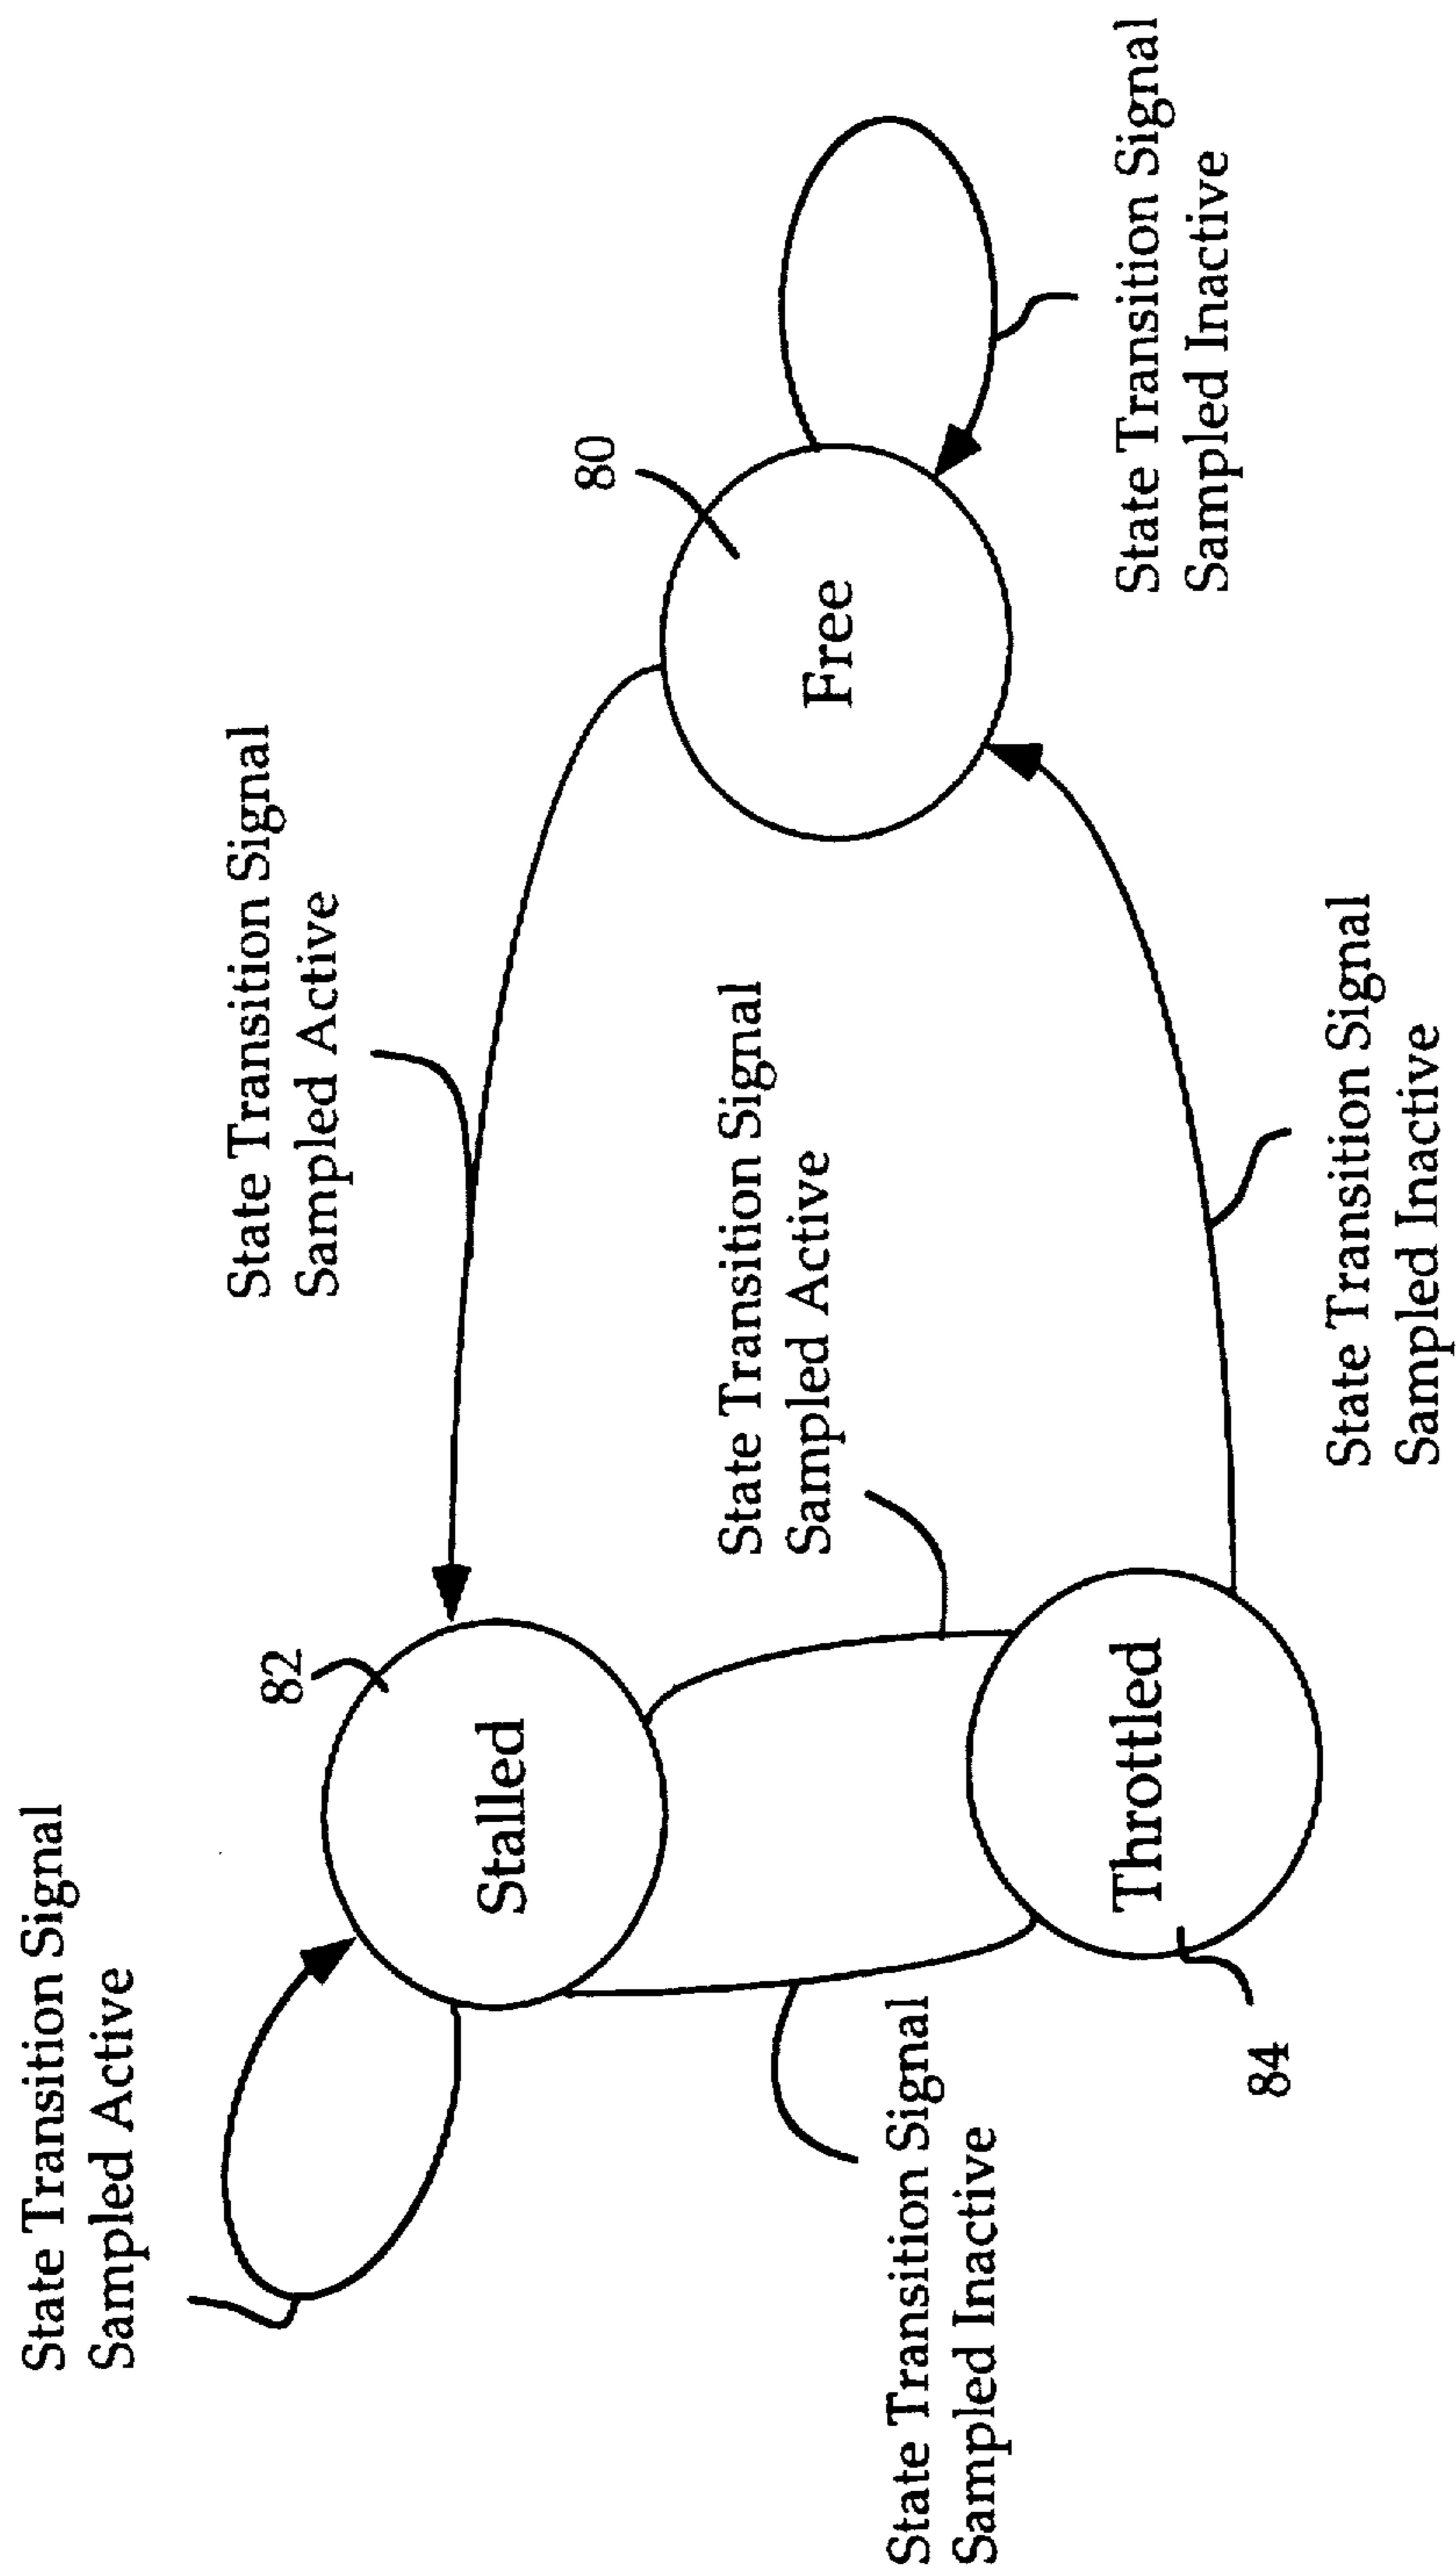 State Transition Signal
Sampled Active
82
Stalled
State Transition Signal
Sampled Active
80
Free
State Transition Signal
Sampled Active
State Transition Signal
Sampled Inactive
Throttled
84
State Transition Signal
Sampled Inactive
State Transition Signal
Sampled Inactive